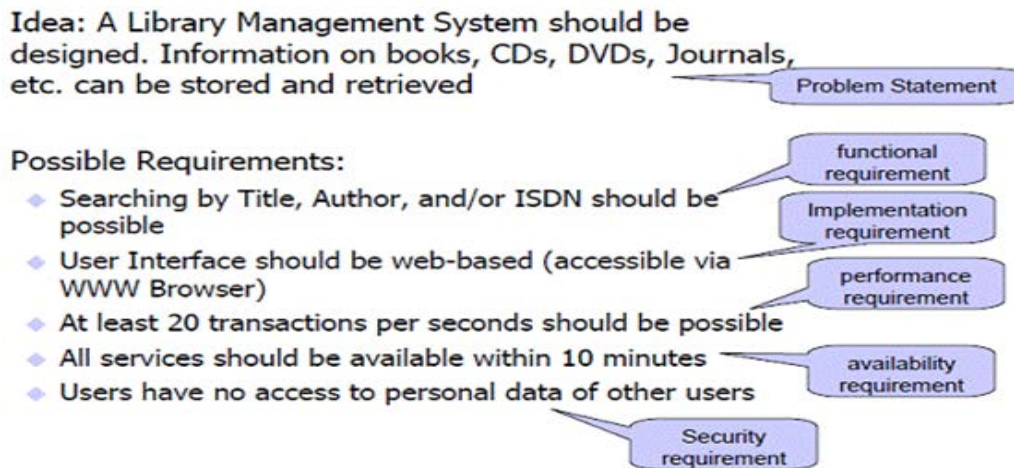 Idea: A Library Management System should be
designed. Information on books, CDs, DVDs, Journals,
etc. can be stored and retrieved
Problem Statement
Possible Requirements:
functional
requirement
Searching by Title, Author, and/or ISDN should be
possible
Implementation
requirement
User Interface should be web-based (accessible via
WWW Browser)
performance
requirement
At least 20 transactions per seconds should be possible
All services should be available within 10 minutes
availability
requirement
Users have no access to personal data of other users
Security
requirement